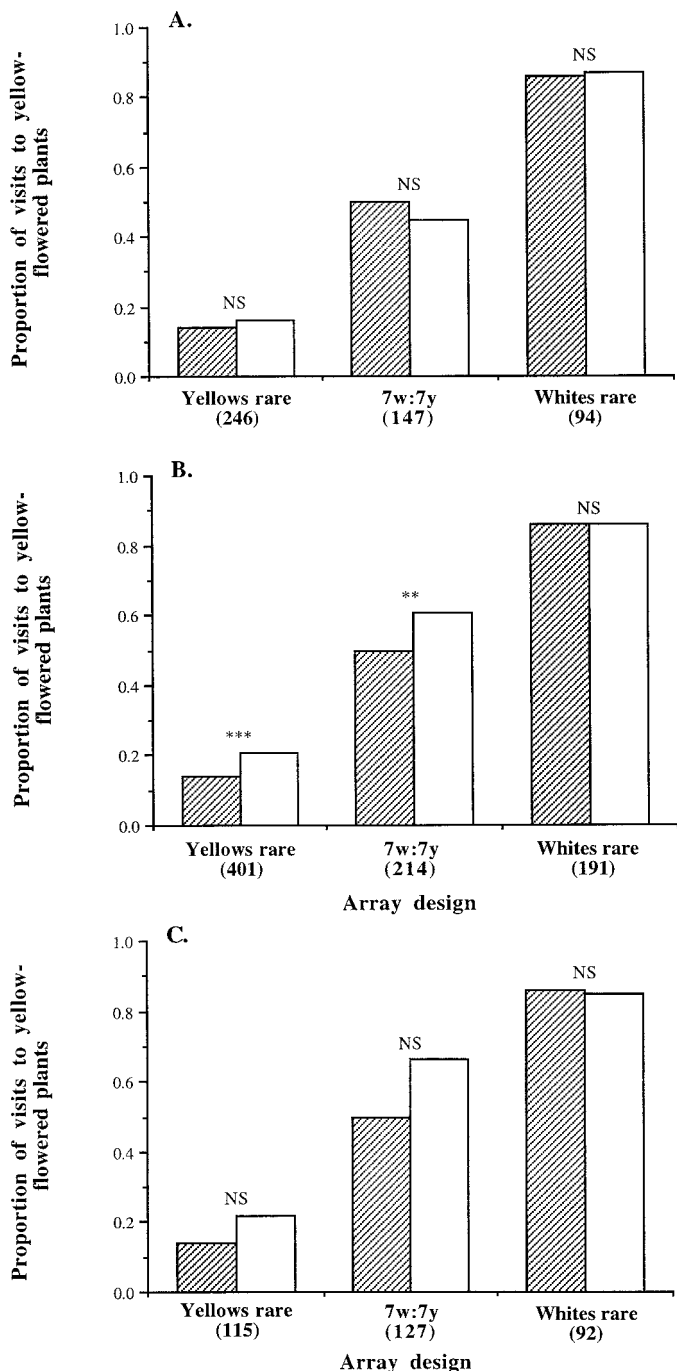 A.
Proportion of visits to yellow-
flowered plants
1.0
0.8
0.6
0.4
0.2
0.0
NS
NS
NS
Yellows rare
(246)
7w:7y
(147)
Whites rare
(94)
B.
Proportion of visits to yellow-
flowered plants
1.0
0.8
0.6
0.4
0.2
0.0
***
**
NS
Yellows rare
(401)
7w:7y
(214)
Whites rare
(191)
Array design
C.
Proportion of visits to yellow-
flowered plants
1.0
0.8
0.6
0.4
0.2
0.0
NS
NS
NS
Yellows rare
(115)
7w:7y
(127)
Whites rare
(92)
Array design